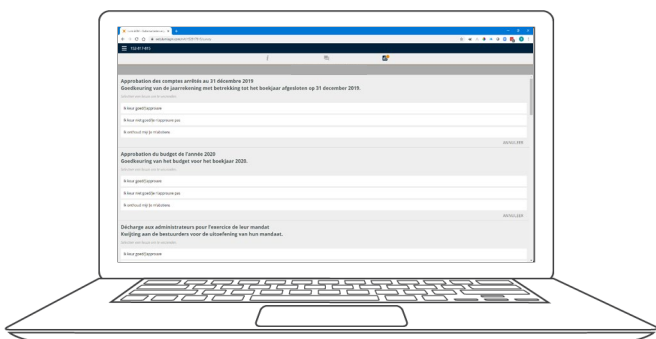 Approbation des comptes arrêtés au 31 décembre 2019
Goedkeuring van de jaarrekening met betrekking tot het boekjaar afgesloten op 31 december 2019.
Ik keur goed/j'approuve
Ik keur niet goed/je n'approuve pas
Ik onthoud mij/je m'abstiens
ANNULEER
Approbation du budget de l'année 2020
Goedkeuring van het budget voor het boekjaar 2020.
Ik keur goed/j'approuve
Ik keur niet goed/je n'approuve pas
Ik onthoud mij/je m'abstiens
ANNULEER
Décharge aux administrateurs pour l'exercice de leur mandat
Kwijting aan de bestuurders voor de uitoefening van hun mandaat.
Ik keur goed/j'approuve